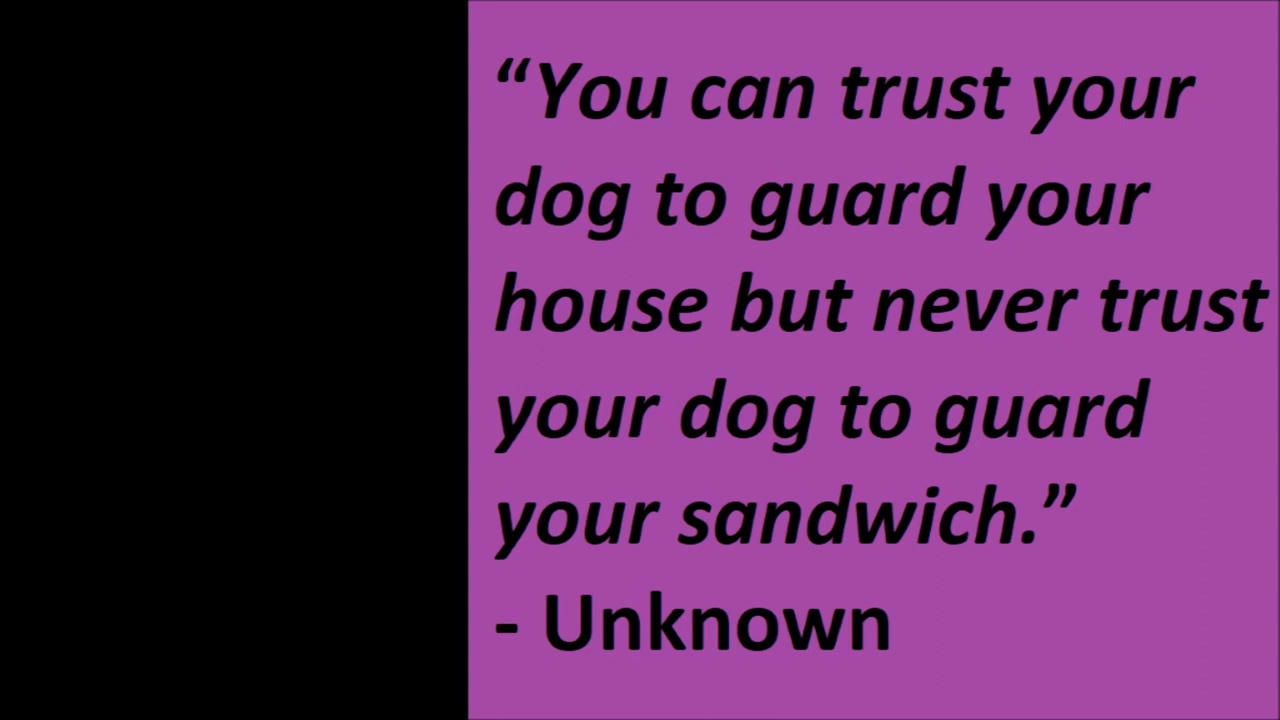 “You can trust your
dog to guard your
house but never trust
your dog to guard
your sandwich.”
- Unknown